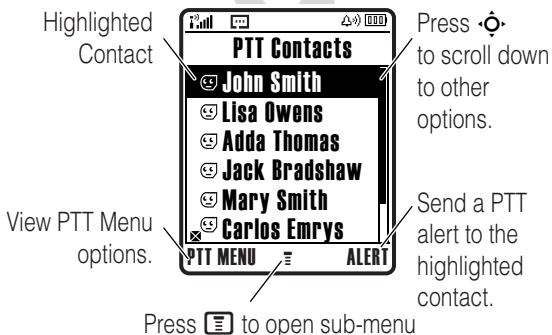 Highlighted
Contact
Press
to scroll down
to other
options.
PTT Contacts
John Smith
Lisa Owens
Adda Thomas
Jack Bradshaw
Mary Smith
Carlos Emrys
View PTT Menu
options.
PTT MENU
ALERT
Send a PTT
alert to the
highlighted
contact.
Press to open sub-menu